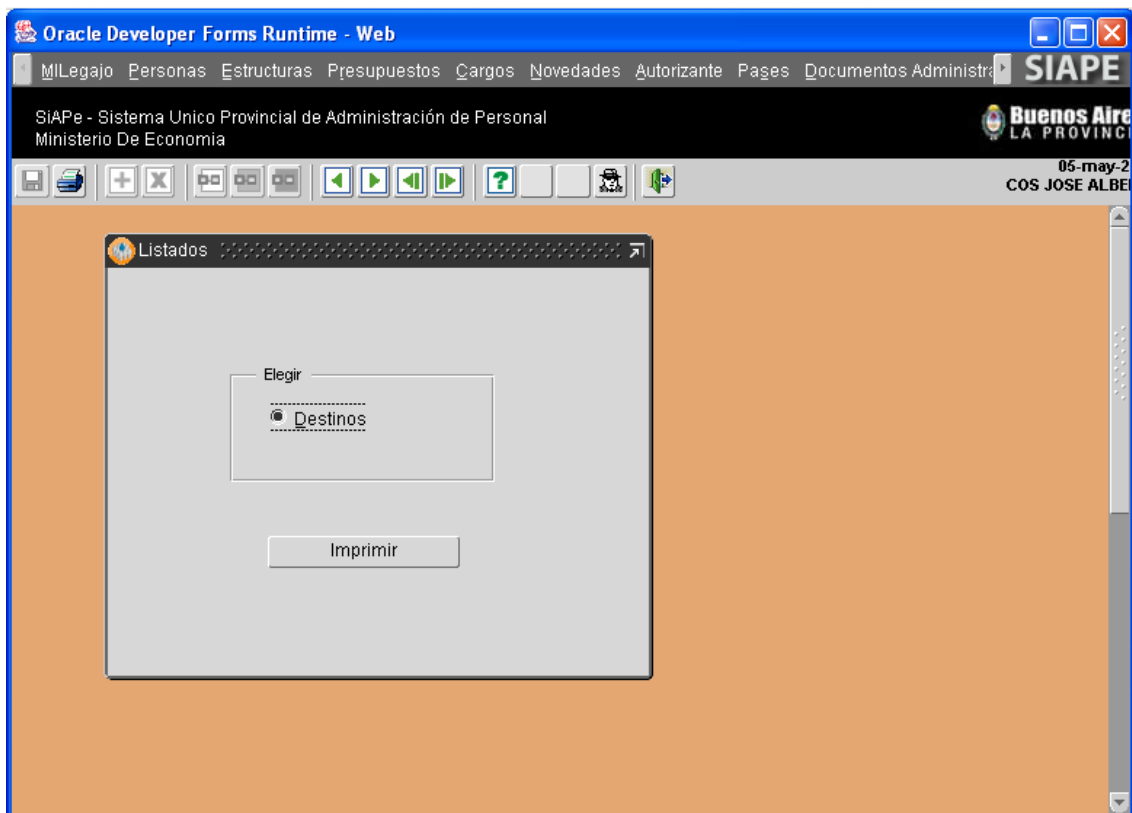 Oracle Developer Forms Runtime - Web
MILegajo Personas Estructuras Presupuestos Cargos Novedades Autorizante Pases Documentos Administra SIAPE
SiAPe - Sistema Unico Provincial de Administración de Personal
Ministerio De Economia
Buenos Aire
LA PROVINCI
05-may-2
COS JOSE ALBE
Listados
Elegir
Destinos
Imprimir